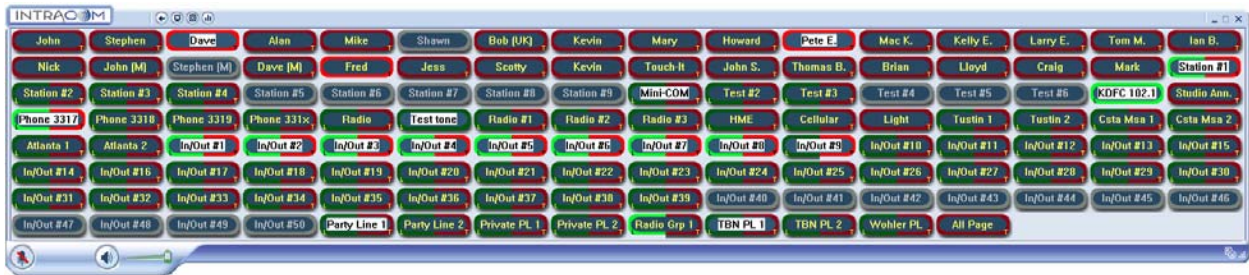 INTRACOM
John Stephen Dave Alan Mike Shawn Bob (UK) Kevin Mary Howard Pete E. Mac K. Kelly E. Larry E. Tom M. Ian B.
Nick John (M) Stephen (M) Dave (M) Fred Jess Scotty Kevin Touch-It John S. Thomas B. Brian Lloyd Craig Mark Station #1
Station #2 Station #3 Station #4 Station #5 Station #6 Station #7 Station #8 Station #9 Mini-COM Test #2 Test #3 Test #4 Test #5 Test #6 KDFC 102.1 Studio Ann.
Phone 3317 Phone 3318 Phone 3319 Phone 331x Radio Test tone Radio #1 Radio #2 Radio #3 HME Cellular Light Tustin 1 Tustin 2 Csta Msa 1 Csta Msa 2
Atlanta 1 Atlanta 2 In/Out #1 In/Out #2 In/Out #3 In/Out #4 In/Out #5 In/Out #6 In/Out #7 In/Out #8 In/Out #9 In/Out #10 In/Out #11 In/Out #12 In/Out #13 In/Out #15
In/Out #14 In/Out #16 In/Out #17 In/Out #18 In/Out #19 In/Out #20 In/Out #21 In/Out #22 In/Out #23 In/Out #24 In/Out #25 In/Out #26 In/Out #27 In/Out #28 In/Out #29 In/Out #30
In/Out #31 In/Out #32 In/Out #33 In/Out #34 In/Out #35 In/Out #36 In/Out #37 In/Out #38 In/Out #39 In/Out #40 In/Out #41 In/Out #42 In/Out #43 In/Out #44 In/Out #45 In/Out #46
In/Out #47 In/Out #48 In/Out #49 In/Out #50 Party Line 1 Party Line 2 Private PL 1 Private PL 2 Radio Grp 1 TBN PL 1 TBN PL 2 Wohler PL All Page